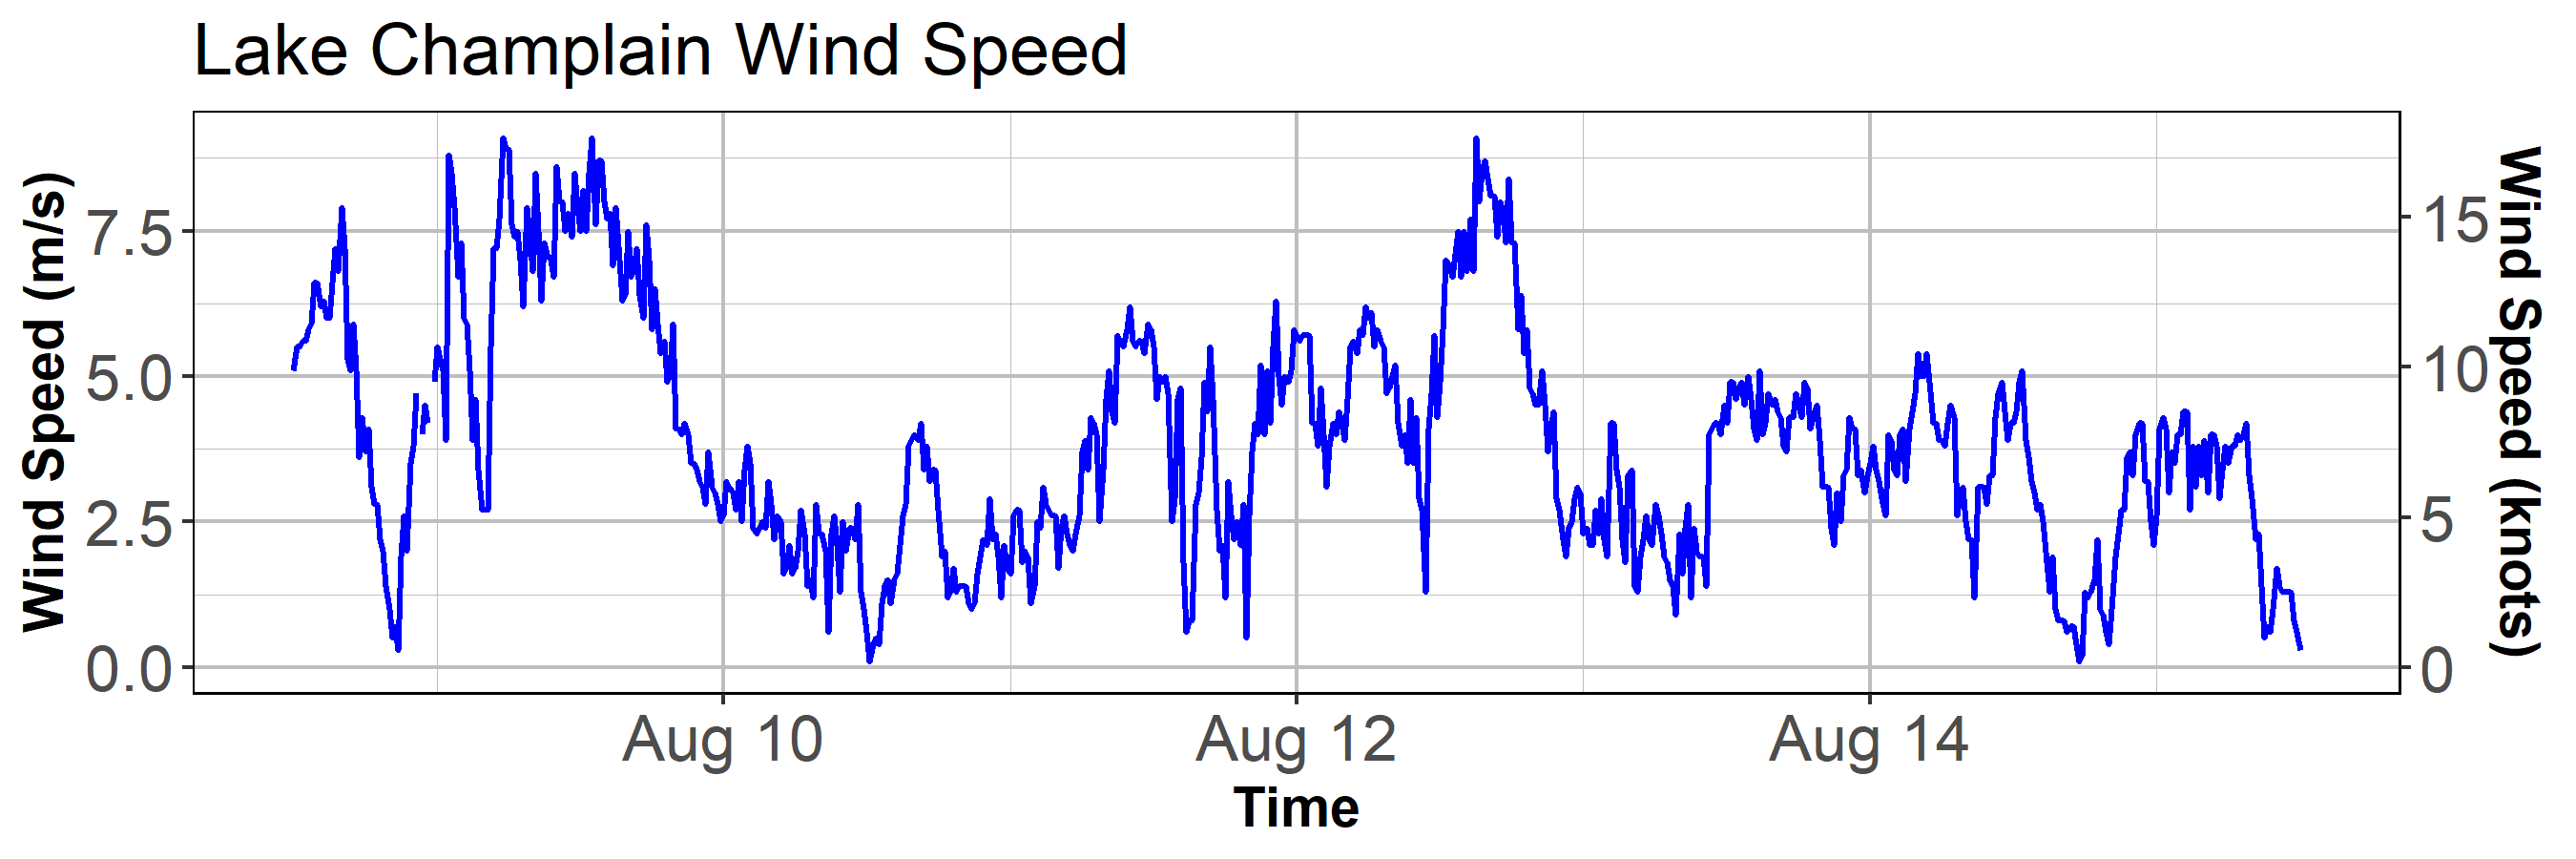 Lake Champlain Wind Speed
Wind Speed (m/s)
7.5
5.0
2.5
0.0
15
10
5
0
Wind Speed (knots)
Aug 10
Aug 12
Aug 14
Time